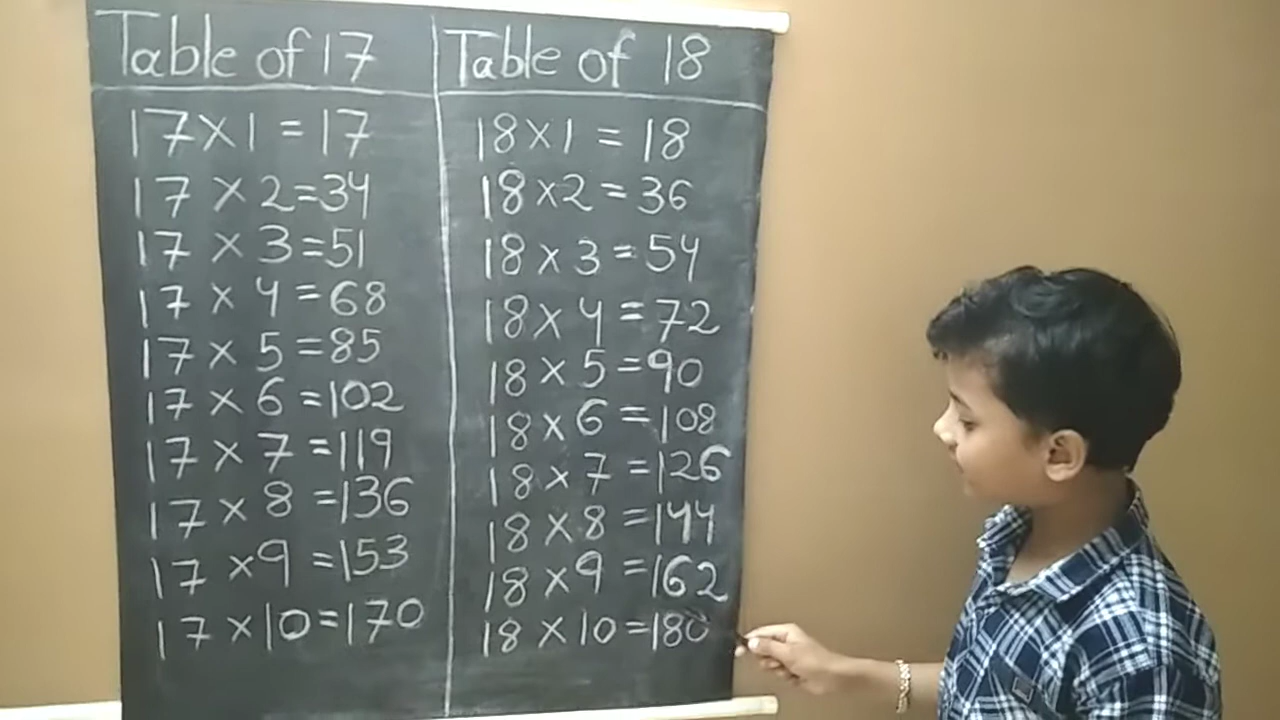 Table of 17
17 × 1 = 17
17 × 2 = 34
17 × 3 = 51
17 × 4 = 68
17 × 5 = 85
17 × 6 = 102
17 × 7 = 119
17 × 8 = 136
17 × 9 = 153
17 × 10 = 170
Table of 18
18 × 1 = 18
18 × 2 = 36
18 × 3 = 54
18 × 4 = 72
18 × 5 = 90
18 × 6 = 108
18 × 7 = 126
18 × 8 = 144
18 × 9 = 162
18 × 10 = 180